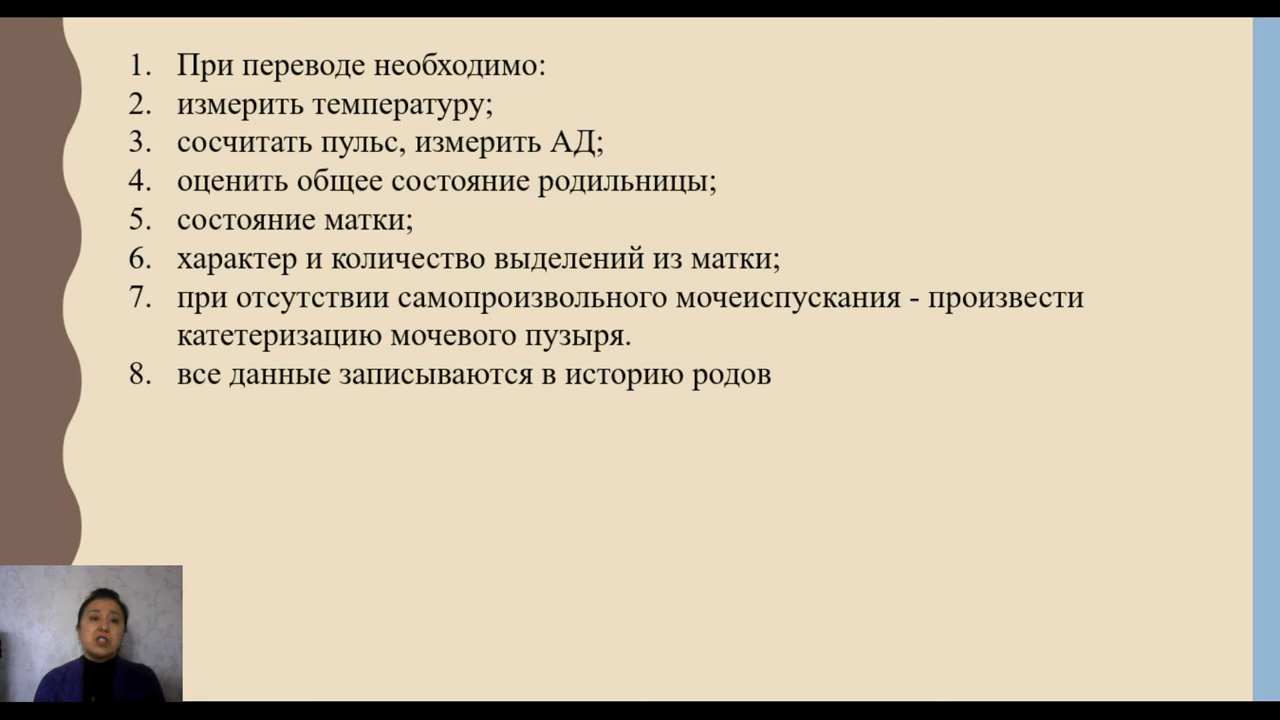 1. При переводе необходимо:
2. измерить температуру;
3. сосчитать пульс, измерить АД;
4. оценить общее состояние родильницы;
5. состояние матки;
6. характер и количество выделений из матки;
7. при отсутствии самопроизвольного мочеиспускания - произвести
катетеризацию мочевого пузыря.
8. все данные записываются в историю родов